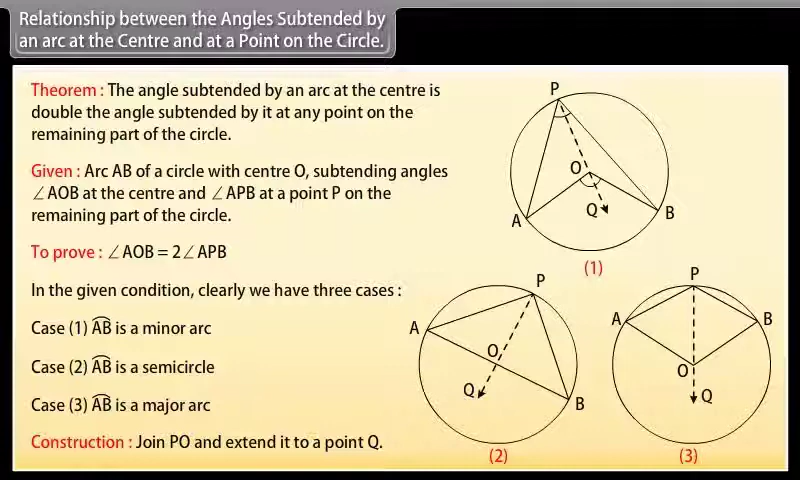 Relationship between the Angles Subtended by
an arc at the Centre and at a Point on the Circle.
Theorem : The angle subtended by an arc at the centre is
double the angle subtended by it at any point on the
remaining part of the circle.
Given : Arc AB of a circle with centre O, subtending angles
∠AOB at the centre and ∠APB at a point P on the
remaining part of the circle.
To prove : ∠AOB = 2∠APB
In the given condition, clearly we have three cases :
Case (1) A͡B is a minor arc
Case (2) A͡B is a semicircle
Case (3) A͡B is a major arc
Construction : Join PO and extend it to a point Q.
P
O
Q
A
B
(1)
P
A
O
Q
B
(2)
P
A
B
O
Q
(3)